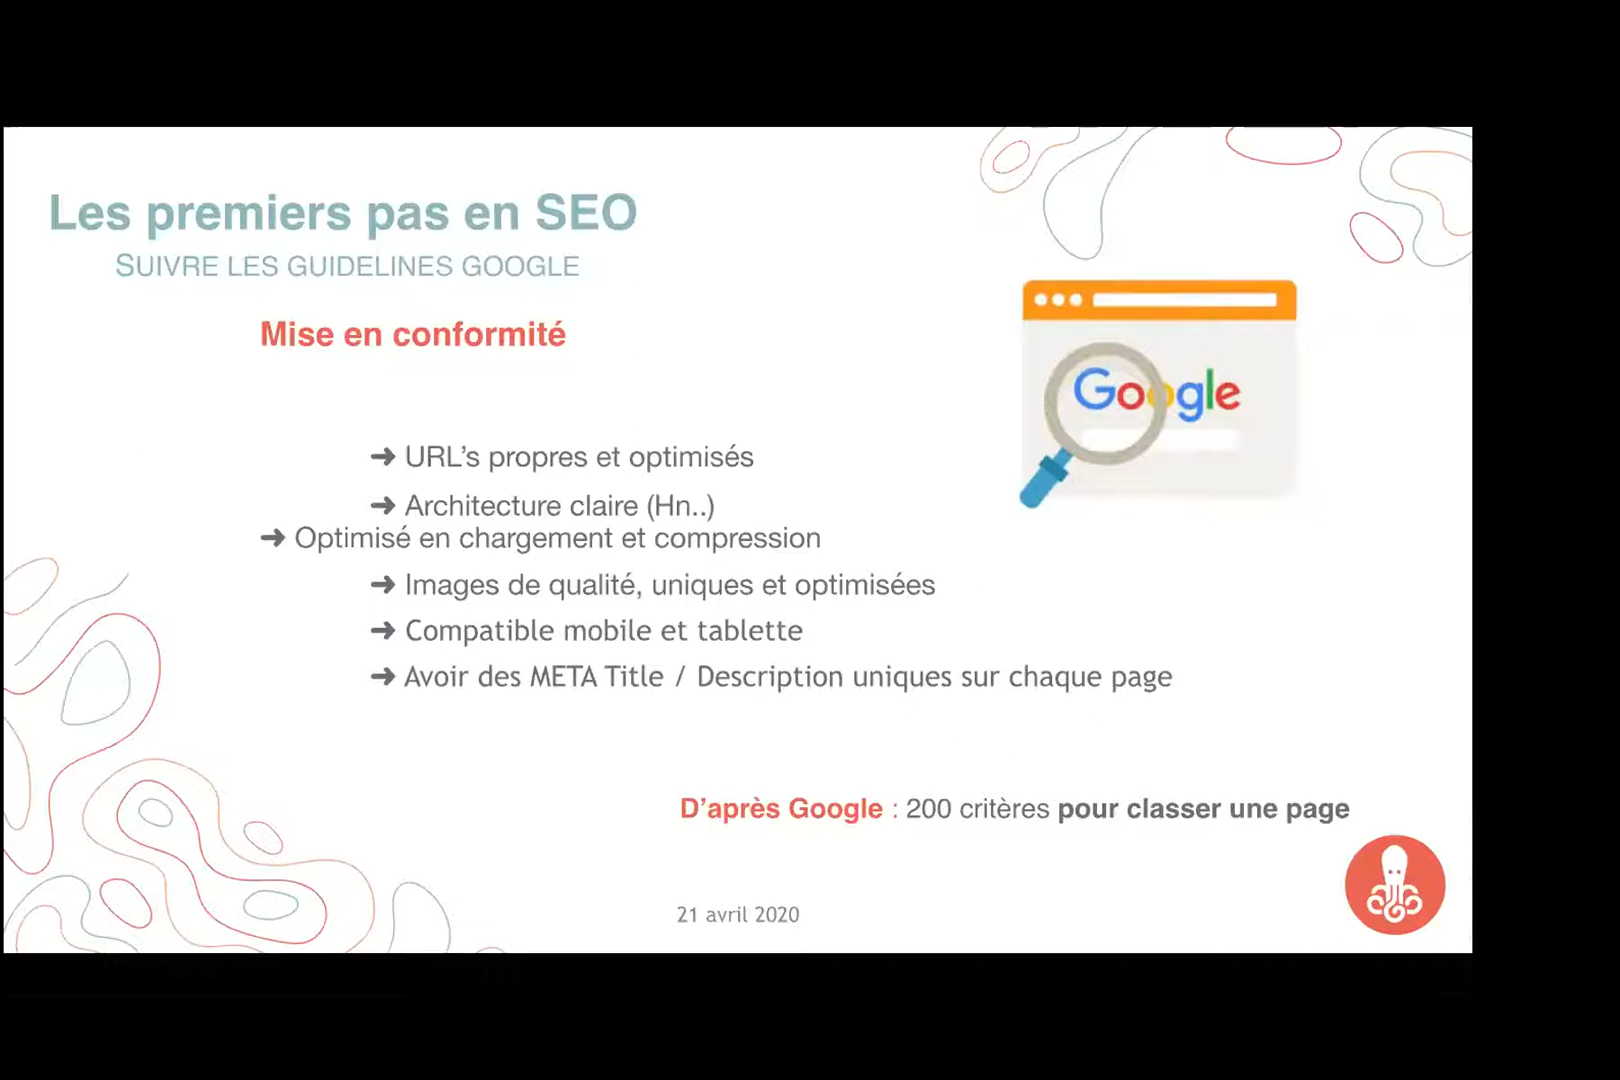 Les premiers pas en SEO
SUIVRE LES GUIDELINES GOOGLE
Mise en conformité
Google
➜ URL’s propres et optimisés
➜ Architecture claire (Hn..)
➜ Optimisé en chargement et compression
➜ Images de qualité, uniques et optimisées
➜ Compatible mobile et tablette
➜ Avoir des META Title / Description uniques sur chaque page
D’après Google : 200 critères pour classer une page
21 avril 2020